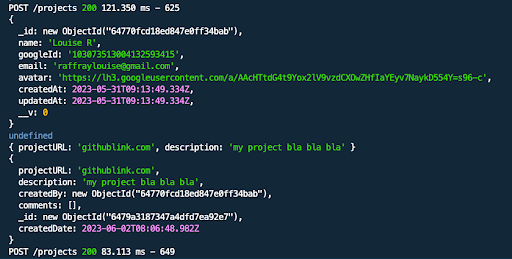 POST /projects 200 121.350 ms - 625
{
  _id: new ObjectId("64770fcd18ed847e0ff34bab"),
  name: 'Louise R',
  googleId: '103073513004132593415',
  email: 'raffraylouise@gmail.com',
  avatar: 'https://lh3.googleusercontent.com/a/AAcHTtdG4t9Yox2lV9vzdCXOwZHfIaYEyv7NaykD554Y=s96-c',
  createdAt: 2023-05-31T09:13:49.334Z,
  updatedAt: 2023-05-31T09:13:49.334Z,
  __v: 0
}
undefined
{ projectURL: 'githublink.com', description: 'my project bla bla bla' }
{
  projectURL: 'githublink.com',
  description: 'my project bla bla bla',
  createdBy: new ObjectId("64770fcd18ed847e0ff34bab"),
  comments: [],
  _id: new ObjectId("6479a3187347a4dfd7ea92e7"),
  createdDate: 2023-06-02T08:06:48.982Z
}
POST /projects 200 83.113 ms - 649